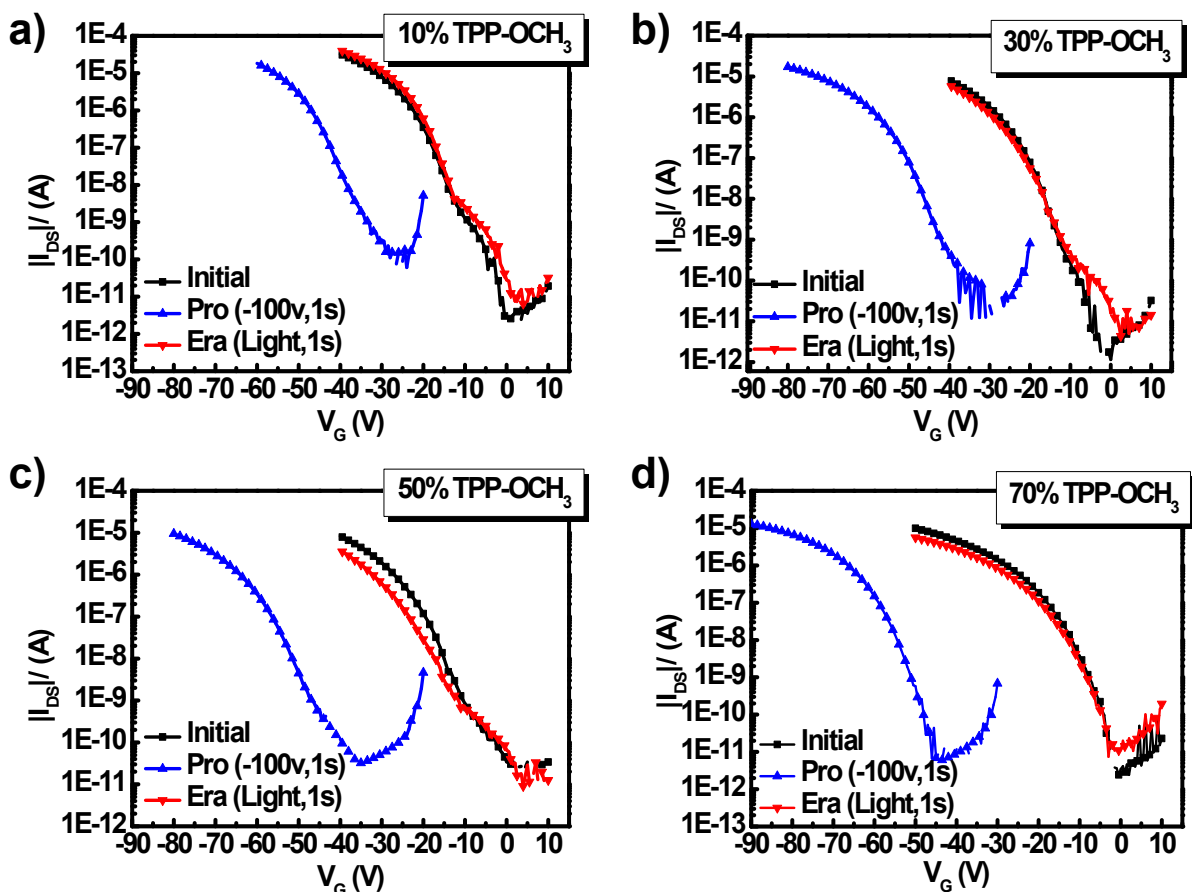 a)
10% TPP-OCH₃
1E-4
1E-5
1E-6
1E-7
1E-8
1E-9
1E-10
1E-11
1E-12
1E-13
|I_DS|/ (A)
Initial
Pro (-100v,1s)
Era (Light,1s)
-90 -80 -70 -60 -50 -40 -30 -20 -10 0 10
V_G (V)
b)
30% TPP-OCH₃
1E-4
1E-5
1E-6
1E-7
1E-8
1E-9
1E-10
1E-11
1E-12
|I_DS|/ (A)
Initial
Pro (-100v,1s)
Era (Light,1s)
-90 -80 -70 -60 -50 -40 -30 -20 -10 0 10
V_G (V)
c)
50% TPP-OCH₃
1E-4
1E-5
1E-6
1E-7
1E-8
1E-9
1E-10
1E-11
1E-12
|I_DS|/ (A)
Initial
Pro (-100v,1s)
Era (Light,1s)
-90 -80 -70 -60 -50 -40 -30 -20 -10 0 10
V_G (V)
d)
70% TPP-OCH₃
1E-4
1E-5
1E-6
1E-7
1E-8
1E-9
1E-10
1E-11
1E-12
1E-13
|I_DS|/ (A)
Initial
Pro (-100v,1s)
Era (Light,1s)
-90 -80 -70 -60 -50 -40 -30 -20 -10 0 10
V_G (V)